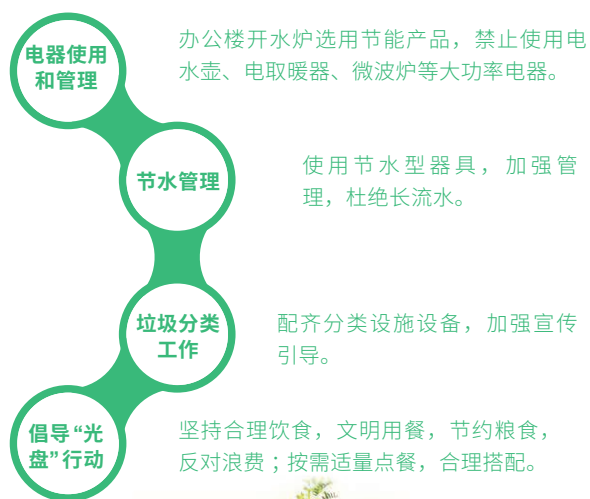 电器使用
和管理
办公楼开水炉选用节能产品，禁止使用电
水壶、电取暖器、微波炉等大功率电器。
节水管理
使用节水型器具，加强管
理，杜绝长流水。
垃圾分类
工作
配齐分类设施设备，加强宣传
引导。
倡导“光
盘”行动
坚持合理饮食，文明用餐，节约粮食，
反对浪费；按需适量点餐，合理搭配。